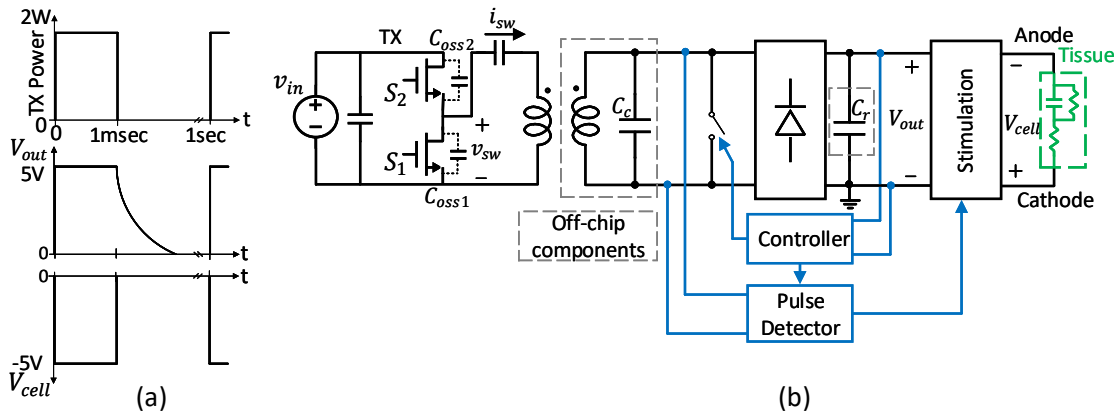 2W
TX Power
0
0
1msec
1sec
t
V_out
5V
0
t
0
t
-5V
V_cell
(a)
TX
C_oss2
i_sw
v_in
S_2
+
v_sw
−
S_1
C_oss1
Off-chip
components
C_c
Controller
Pulse
Detector
C_r
+
V_out
−
Stimulation
Anode
Tissue
−
V_cell
+
Cathode
(b)